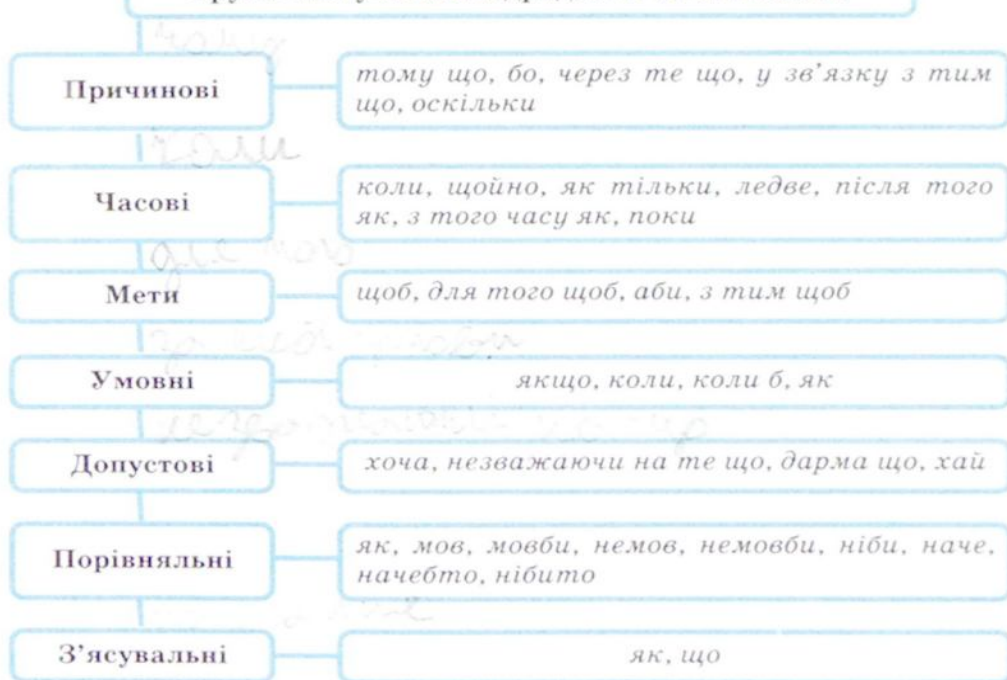 Причинові
тому що, бо, через те що, у зв'язку з тим
що, оскільки
Часові
коли, щойно, як тільки, ледве, після того
як, з того часу як, поки
для чого
Мети
щоб, для того щоб, аби, з тим щоб
Умовні
якщо, коли, коли б, як
Допустові
хоча, незважаючи на те що, дарма що, хай
Порівняльні
як, мов, мовби, немов, немовби, ніби, наче,
начебто, нібито
З'ясувальні
як, що